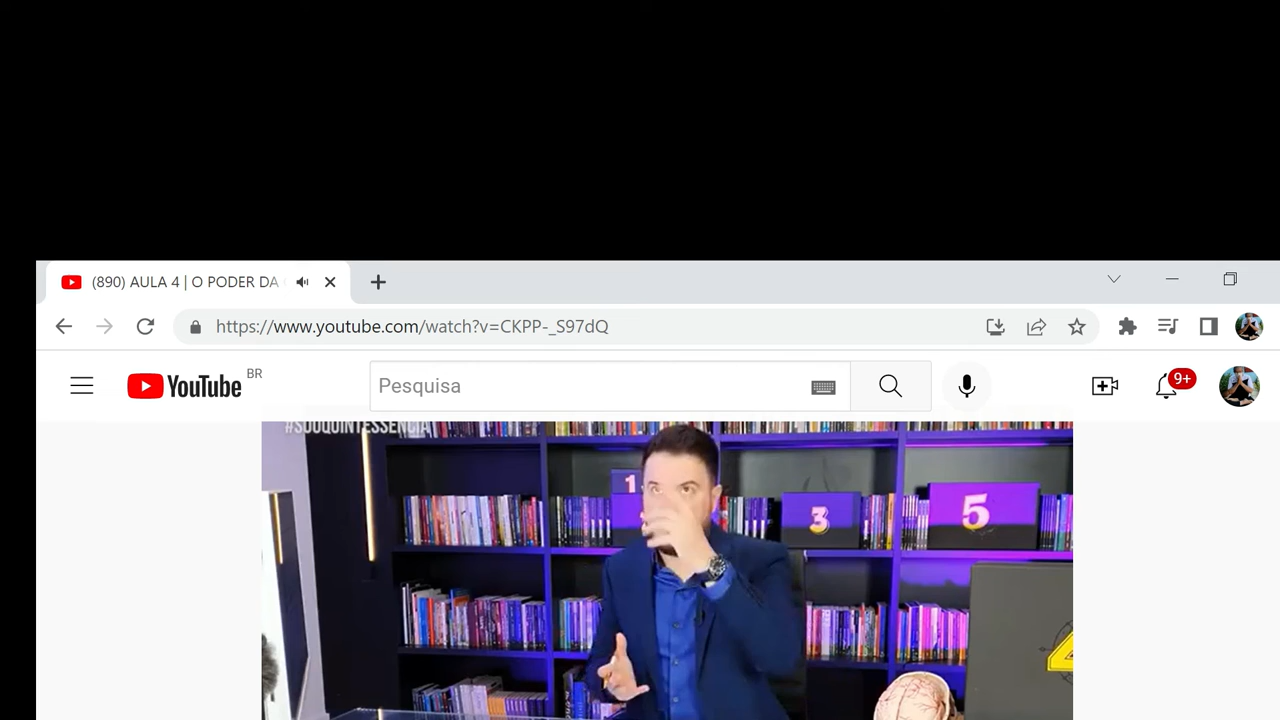 (890) AULA 4 | O PODER DA
https://www.youtube.com/watch?v=CKPP-_S97dQ
YouTube BR
Pesquisa
9+
#SOUQUINTESSENCIA
1
3
5